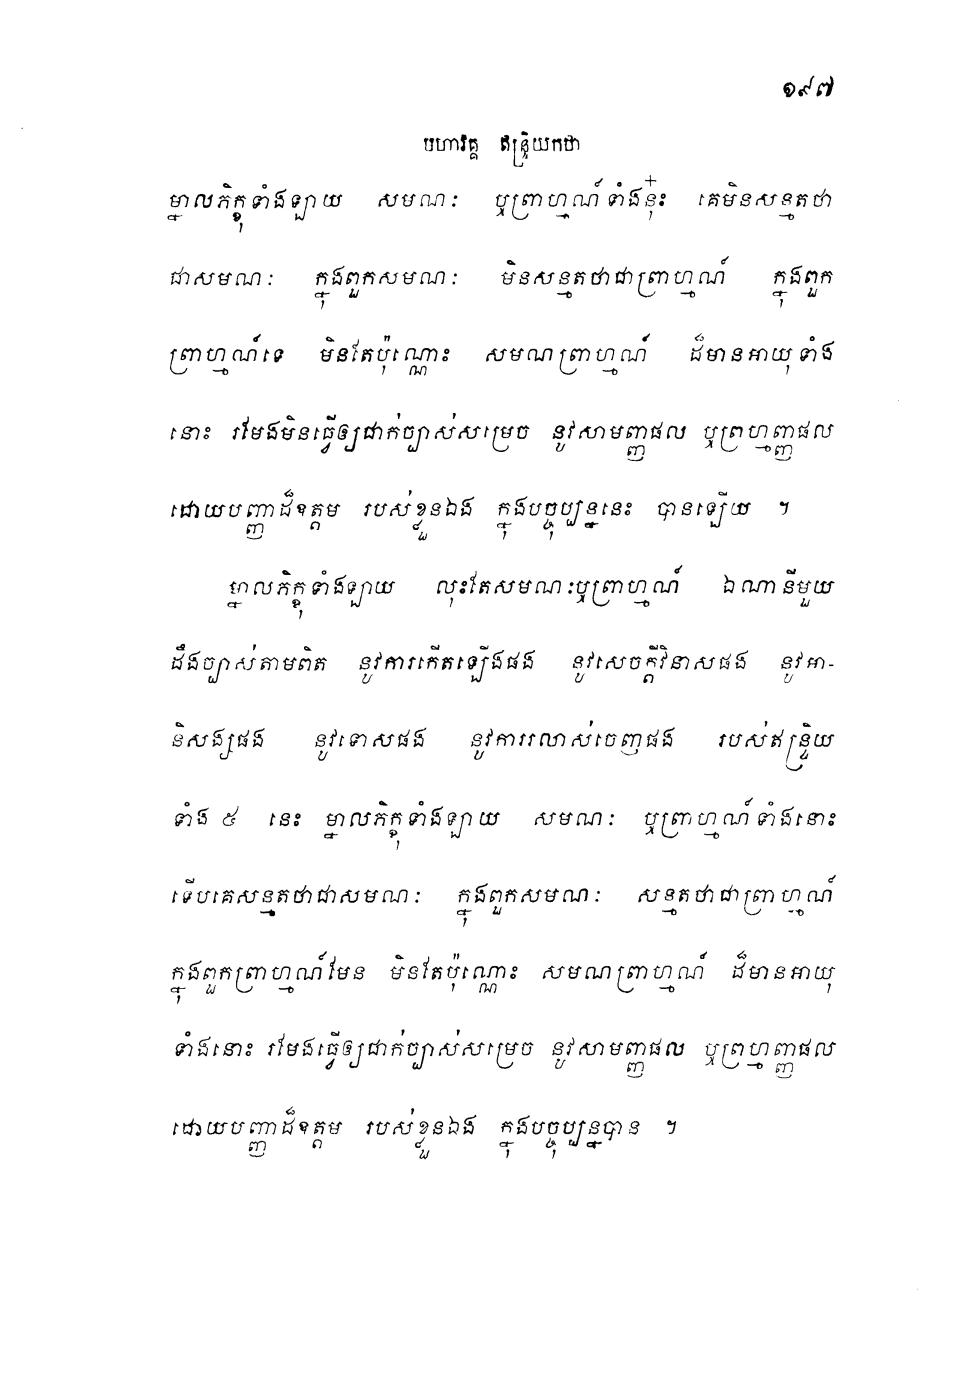 ១៩៧
មហាវគ្គ ឥន្ទ្រិយកថា
ម្នាលភិក្ខុទាំងឡាយ សមណៈ ឬព្រាហ្មណ៍ទាំងនុ៎ះ គេមិនសន្មតថា
ជាសមណៈ ក្នុងពួកសមណៈ មិនសន្មតថាជាព្រាហ្មណ៍ ក្នុងពួក
ព្រាហ្មណ៍ទេ មិនតែប៉ុណ្ណោះ សមណព្រាហ្មណ៍ ដ៏មានអាយុទាំង
នោះ រមែងមិនធ្វើឲ្យជាក់ច្បាស់សម្រេច នូវសាមញ្ញផល ឬព្រហ្មញ្ញផល
ដោយបញ្ញាដ៏ឧត្តម របស់ខ្លួនឯង ក្នុងបច្ចុប្បន្ននេះ បានឡើយ ។
ម្នាលភិក្ខុទាំងឡាយ លុះតែសមណៈឬព្រាហ្មណ៍ ឯណានីមួយ
ដឹងច្បាស់តាមពិត នូវការកើតឡើងផង នូវសេចក្តីវិនាសផង នូវអា-
និសង្សផង នូវទោសផង នូវការរលាស់ចេញផង របស់ឥន្ទ្រិយ
ទាំង ៥ នេះ ម្នាលភិក្ខុទាំងឡាយ សមណៈ ឬព្រាហ្មណ៍ទាំងនោះ
ទើបគេសន្មតថាជាសមណៈ ក្នុងពួកសមណៈ សន្មតថាជាព្រាហ្មណ៍
ក្នុងពួកព្រាហ្មណ៍មែន មិនតែប៉ុណ្ណោះ សមណព្រាហ្មណ៍ ដ៏មានអាយុ
ទាំងនោះ រមែងធ្វើឲ្យជាក់ច្បាស់សម្រេច នូវសាមញ្ញផល ឬព្រហ្មញ្ញផល
ដោយបញ្ញាដ៏ឧត្តម របស់ខ្លួនឯង ក្នុងបច្ចុប្បន្នបាន ។